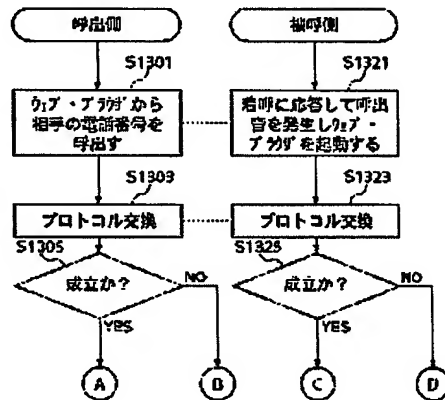 呼出側
被呼側
S1301
S1321
ウェブ・ブラウザから
相手の電話番号を
呼出す
着呼に応答して呼出
音を発生しウェブ・
ブラウザを起動する
S1303
S1323
プロトコル交換
プロトコル交換
S1305
S1325
成立か?
NO
成立か?
NO
YES
YES
A
B
C
D